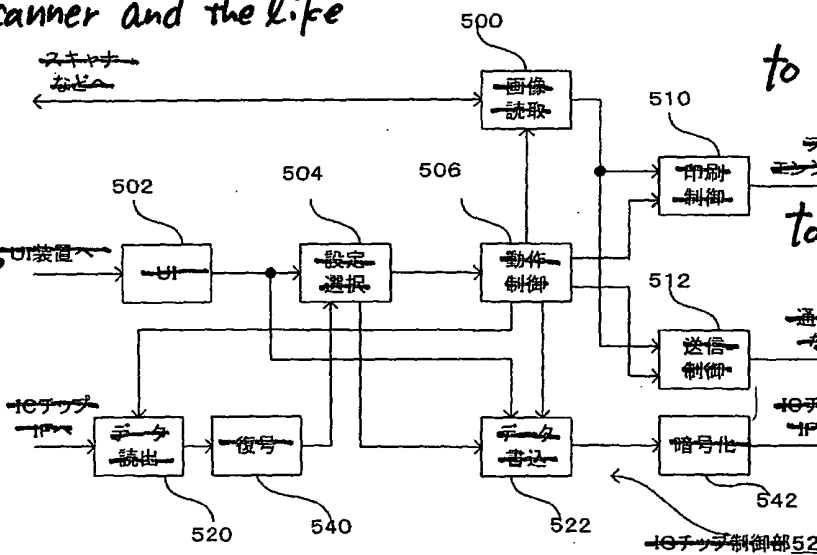 canner and the like
スキャナ
などへ
500
画像
読取
to
510
印刷
制御
502
504
506
UI装置へ
UI
設定
選択
動作
制御
to
512
送信
制御
ICチップ
IFへ
データ
読出
復号
データ
書込
暗号化
520
540
522
542
ICチップ制御部52